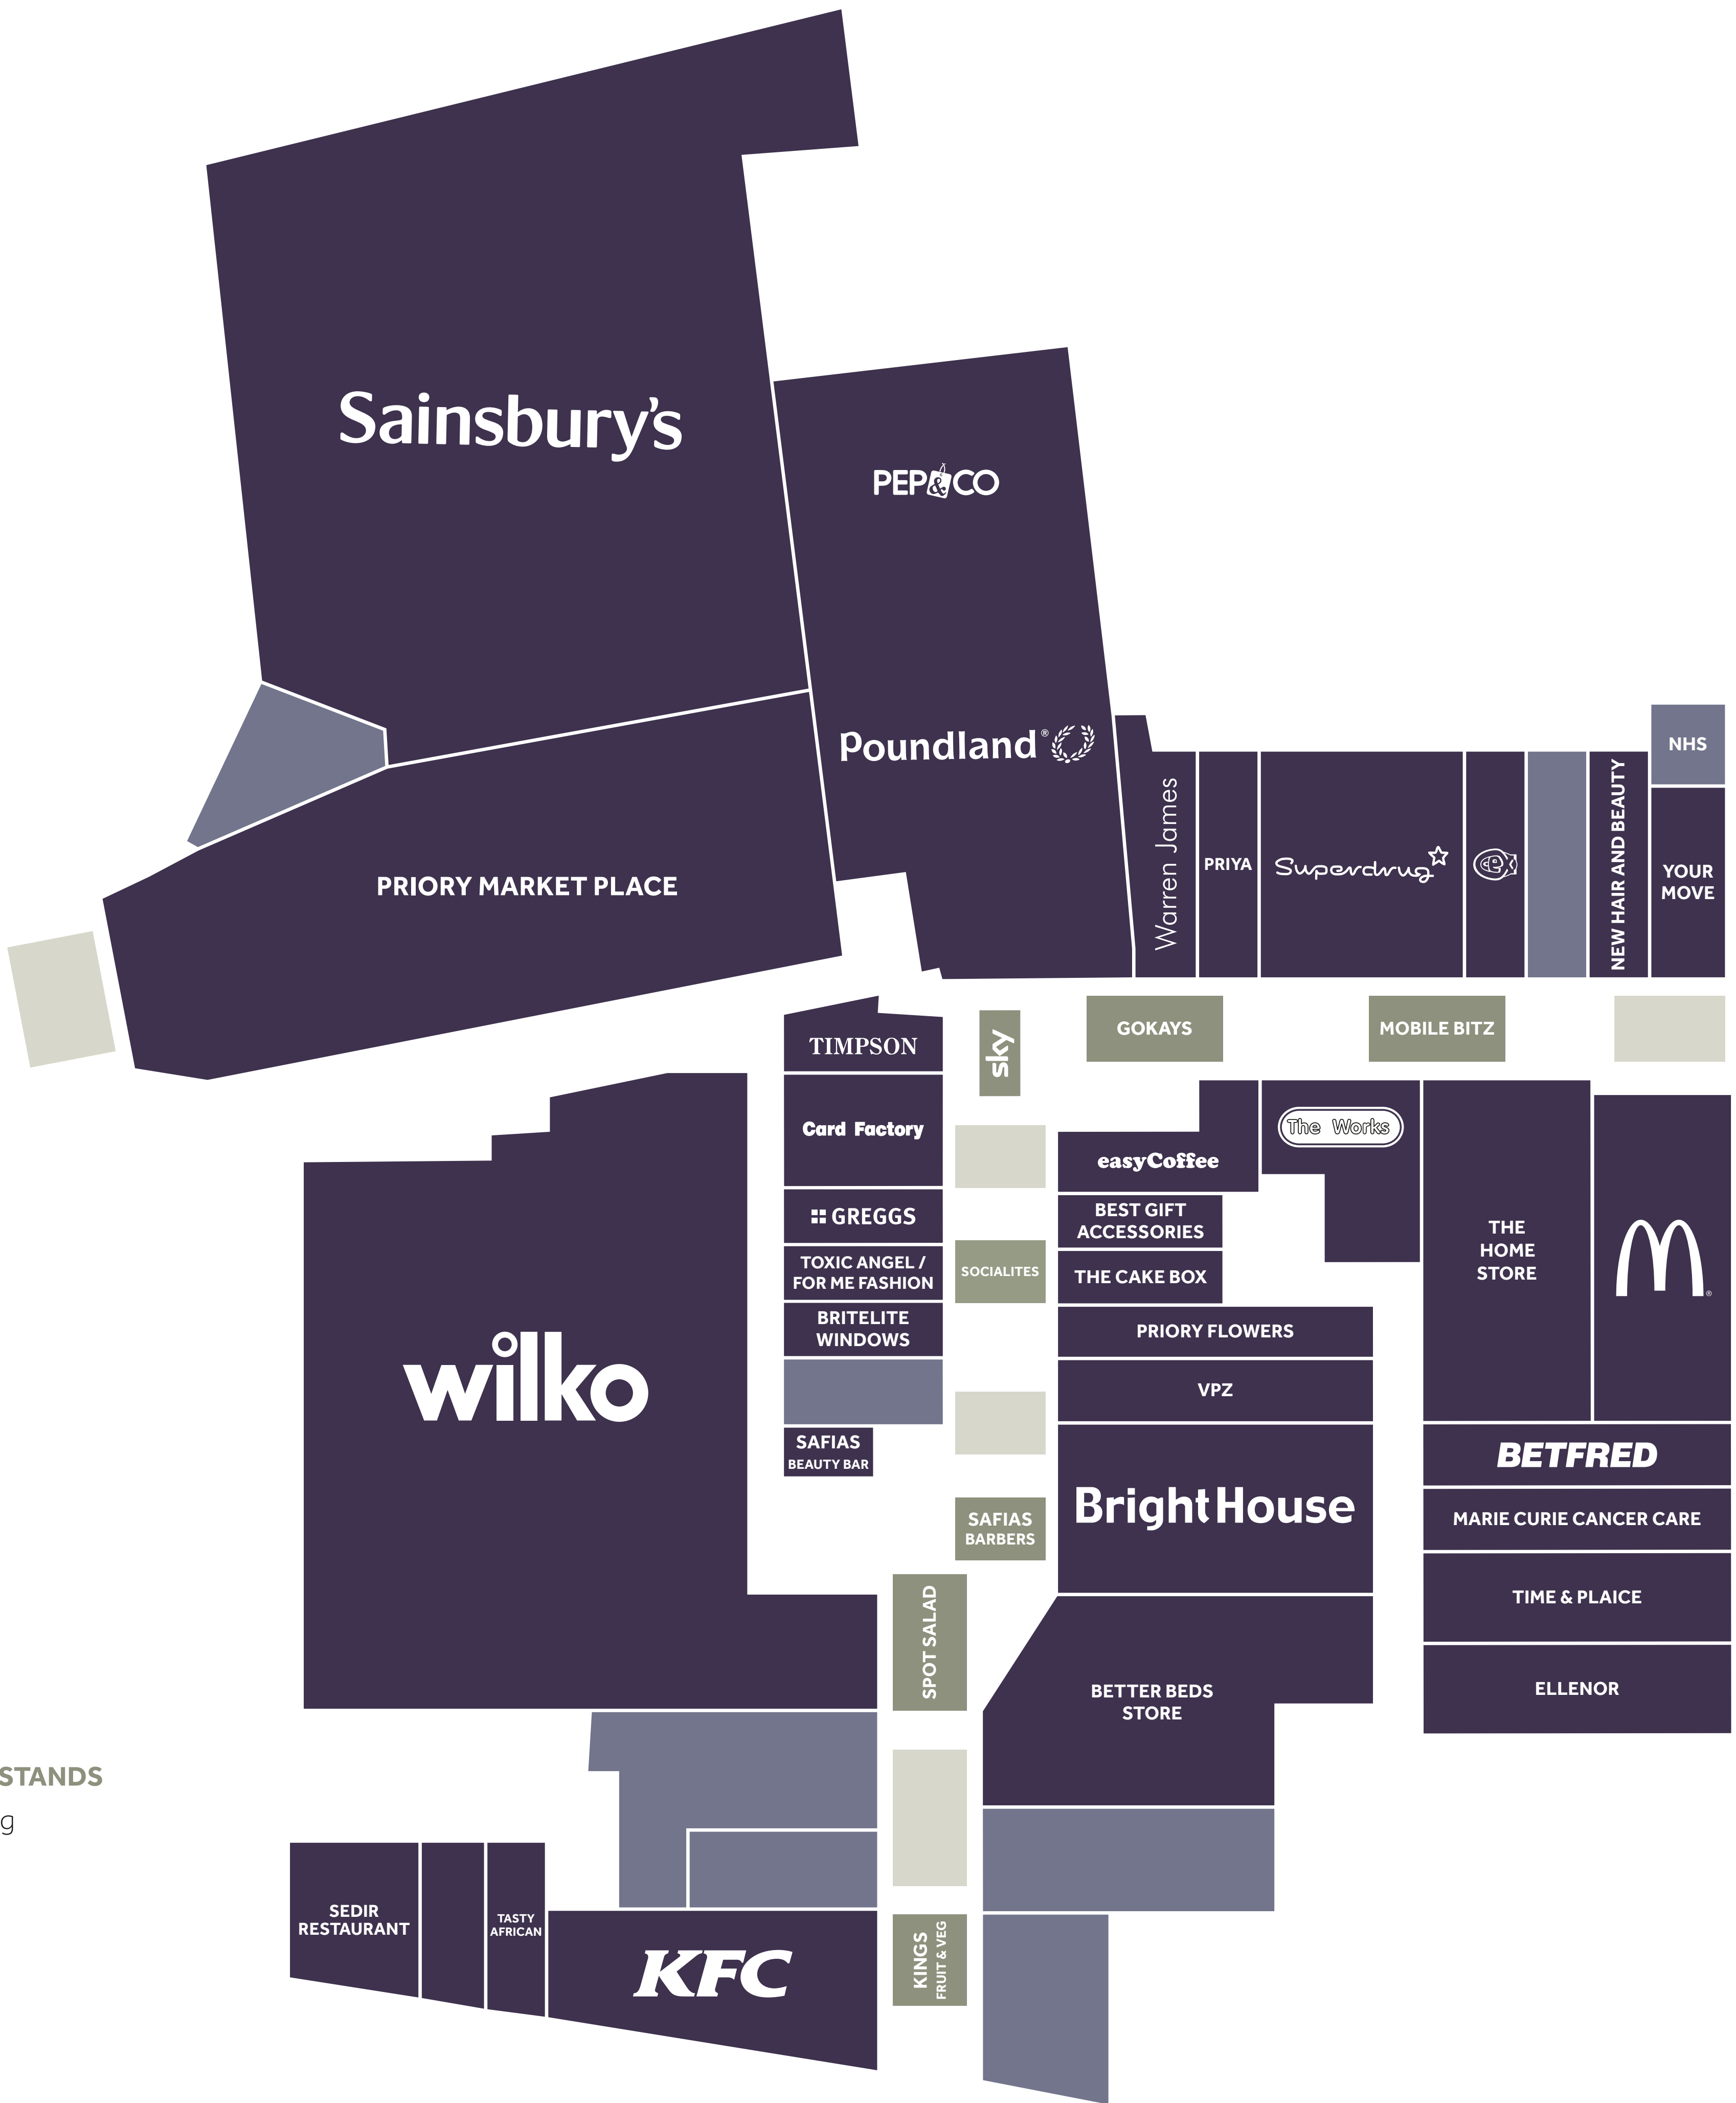 Sainsbury's
PEP&CO
Poundland®
PRIORY MARKET PLACE
Warren James
PRIYA
Superdrug
NEW HAIR AND BEAUTY
NHS
YOUR
MOVE
GOKAYS
MOBILE BITZ
sky
TIMPSON
Card Factory
GREGGS
TOXIC ANGEL /
FOR ME FASHION
BRITELITE
WINDOWS
SAFIAS
BEAUTY BAR
wilko
SOCIALITES
SAFIAS
BARBERS
SPOT SALAD
easyCoffee
BEST GIFT
ACCESSORIES
THE CAKE BOX
PRIORY FLOWERS
VPZ
BrightHouse
BETTER BEDS
STORE
The Works
THE
HOME
STORE
M®
BETFRED
MARIE CURIE CANCER CARE
TIME & PLAICE
ELLENOR
STANDS
g
SEDIR
RESTAURANT
TASTY
AFRICAN
KFC
KINGS
FRUIT & VEG